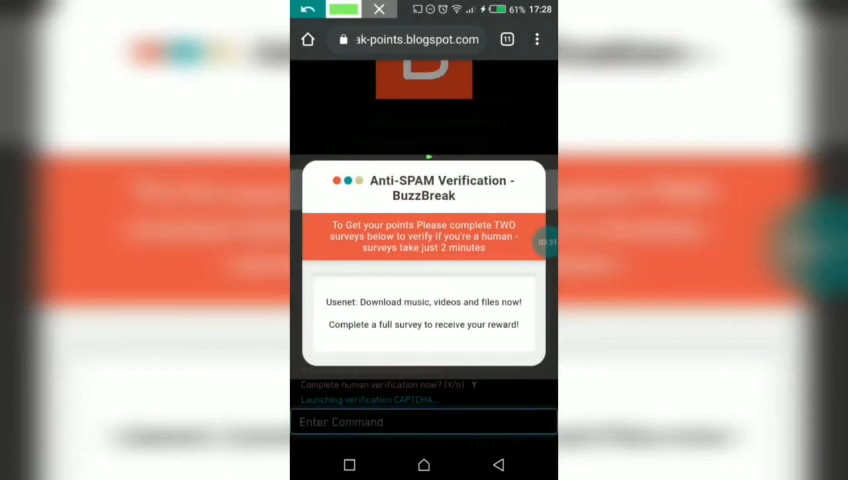 61% 17:28
ak-points.blogspot.com
11
B
Anti-SPAM Verification -
BuzzBreak
To Get your points Please complete TWO
surveys below to verify if you're a human -
surveys take just 2 minutes
03:31
Usenet: Download music, videos and files now!
Complete a full survey to receive your reward!
Complete human verification now? (Y/n) Y
Launching verification CAPTCHA...
Enter Command